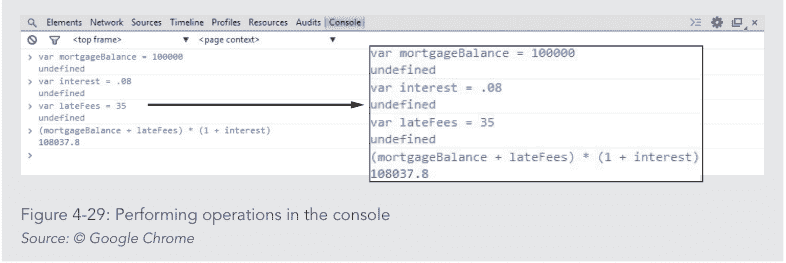 Elements Network Sources Timeline Profiles Resources Audits Console
<top frame> ▼ <page context> ▼
> var mortgageBalance = 100000
undefined
> var interest = .08
undefined
> var lateFees = 35
undefined
> (mortgageBalance + lateFees) * (1 + interest)
108037.8
>
var mortgageBalance = 100000
undefined
var interest = .08
undefined
var lateFees = 35
undefined
(mortgageBalance + lateFees) * (1 + interest)
108037.8
Figure 4-29: Performing operations in the console
Source: © Google Chrome